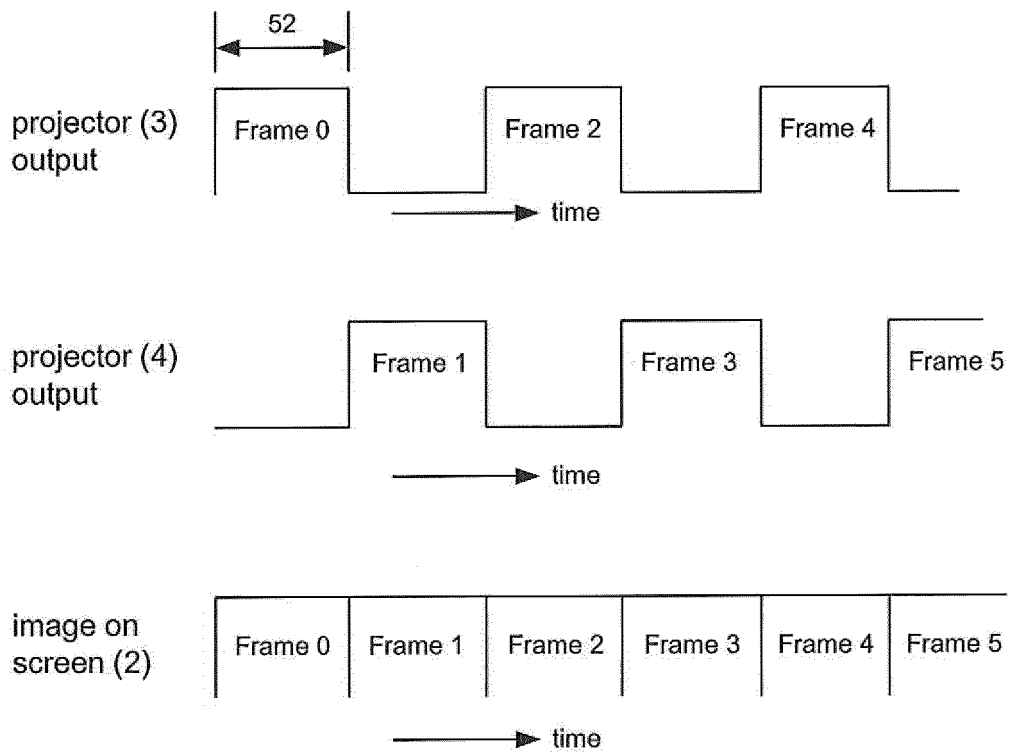 52
projector (3)
output
Frame 0
Frame 2
Frame 4
time
projector (4)
output
Frame 1
Frame 3
Frame 5
time
image on
screen (2)
Frame 0
Frame 1
Frame 2
Frame 3
Frame 4
Frame 5
time